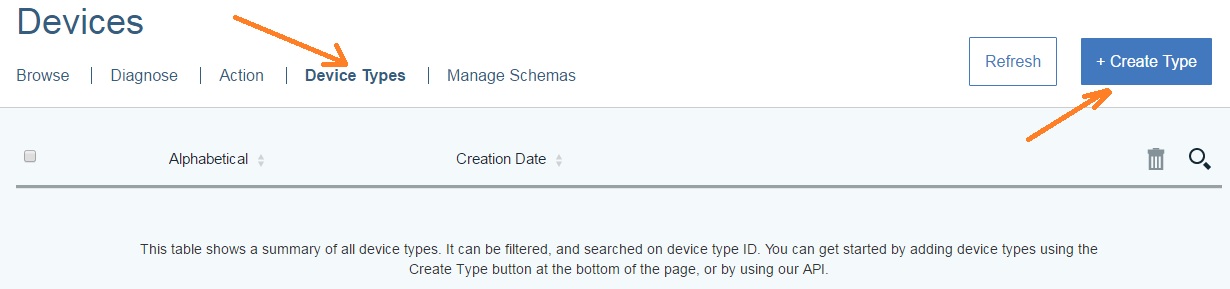 Devices
Browse | Diagnose | Action | Device Types | Manage Schemas
Refresh
+ Create Type
Alphabetical
Creation Date
This table shows a summary of all device types. It can be filtered, and searched on device type ID. You can get started by adding device types using the
Create Type button at the bottom of the page, or by using our API.